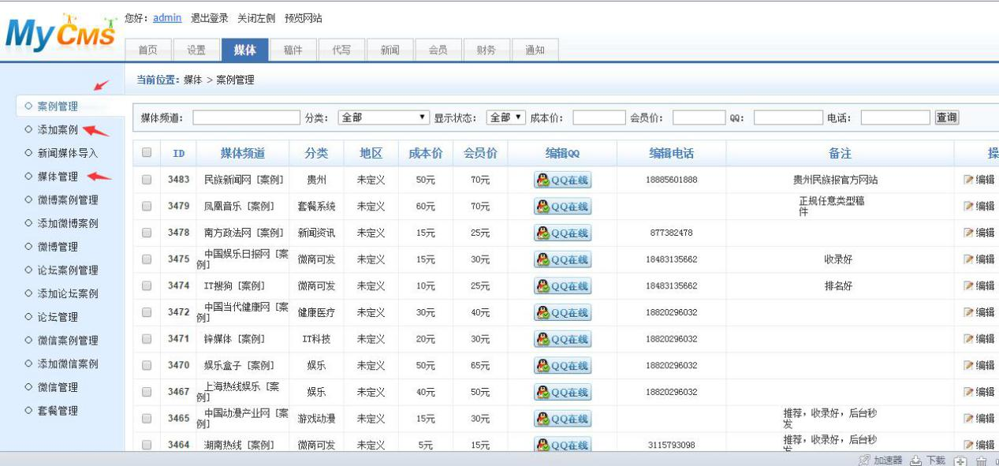 MyCMS
您好：admin 退出登录 关闭左侧 预览网站
首页 设置 媒体 稿件 代写 新闻 会员 财务 通知
当前位置：媒体 > 案例管理
案例管理
添加案例
新闻媒体导入
媒体管理
微博案例管理
添加微博案例
微博管理
论坛案例管理
添加论坛案例
论坛管理
微信案例管理
添加微信案例
微信管理
套餐管理
媒体频道： 分类： 全部 显示状态： 全部 成本价： 会员价： QQ： 电话： 查询
ID 媒体频道 分类 地区 成本价 会员价 编辑QQ 编辑电话 备注 操
3483 民族新闻网 [案例] 贵州 未定义 50元 70元 QQ在线 18885601888 贵州民族报官方网站 编辑
3479 凤凰音乐 [案例] 套餐系统 未定义 60元 70元 QQ在线 正规任意类型稿
件 编辑
3478 南方政法网 [案例] 新闻资讯 未定义 15元 25元 QQ在线 877382478 编辑
3475 中国娱乐日报网 [案
例] 微商可发 未定义 15元 30元 QQ在线 18483135662 收录好 编辑
3474 IT搜狗 [案例] 微商可发 未定义 10元 25元 QQ在线 18483135662 排名好 编辑
3472 中国当代健康网 [案
例] 健康医疗 未定义 30元 40元 QQ在线 18820296032 编辑
3471 锌媒体 [案例] IT科技 未定义 20元 30元 QQ在线 18820296032 编辑
3470 娱乐盒子 [案例] 娱乐 未定义 50元 65元 QQ在线 18820296032 编辑
3467 上海热线娱乐 [案
例] 娱乐 未定义 40元 50元 QQ在线 18820296032 编辑
3465 中国动漫产业网 [案
例] 游戏动漫 未定义 15元 30元 QQ在线 推荐，收录好，后台秒
发 编辑
3464 湖南热线 [案例] 微商可发 未定义 5元 15元 QQ在线 3115793098 推荐，收录好，后台秒
编辑
加速器 下载